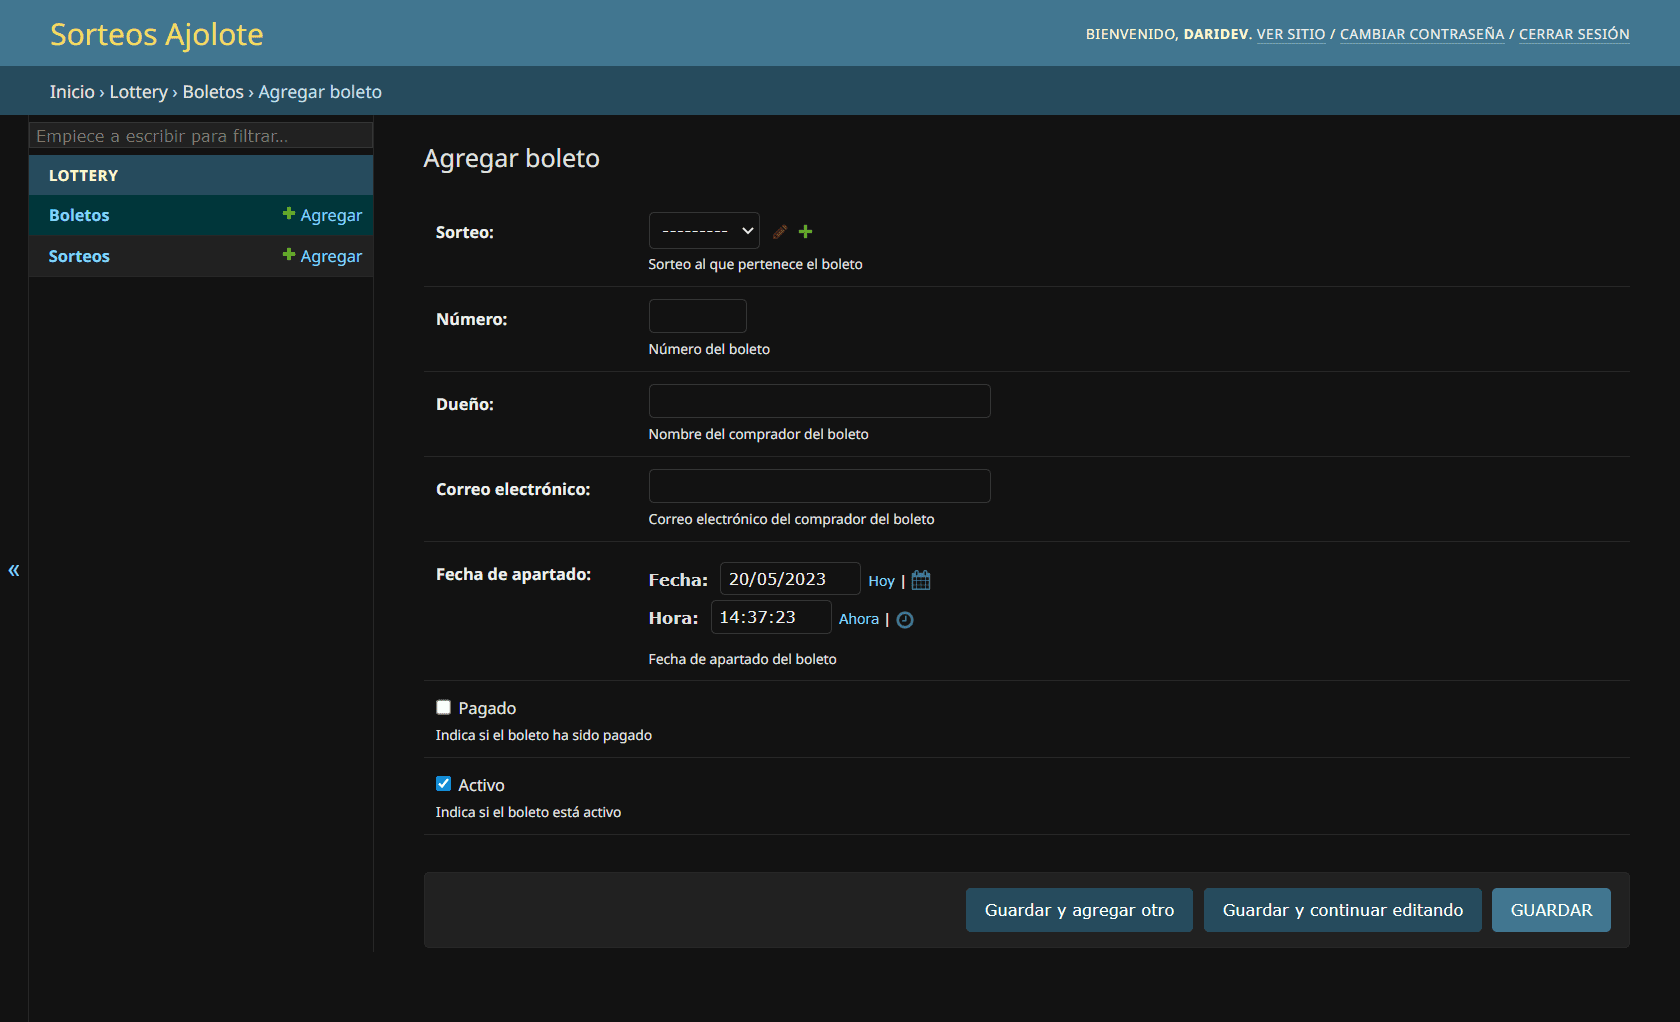 Sorteos Ajolote
BIENVENIDO, DARIDEV. VER SITIO / CAMBIAR CONTRASEÑA / CERRAR SESIÓN
Inicio › Lottery › Boletos › Agregar boleto
Empiece a escribir para filtrar...
LOTTERY
Boletos Agregar
Sorteos Agregar
«
Agregar boleto
Sorteo: ---------
Sorteo al que pertenece el boleto
Número:
Número del boleto
Dueño:
Nombre del comprador del boleto
Correo electrónico:
Correo electrónico del comprador del boleto
Fecha de apartado:
Fecha: 20/05/2023 Hoy |
Hora: 14:37:23 Ahora |
Fecha de apartado del boleto
Pagado
Indica si el boleto ha sido pagado
Activo
Indica si el boleto está activo
Guardar y agregar otro Guardar y continuar editando GUARDAR